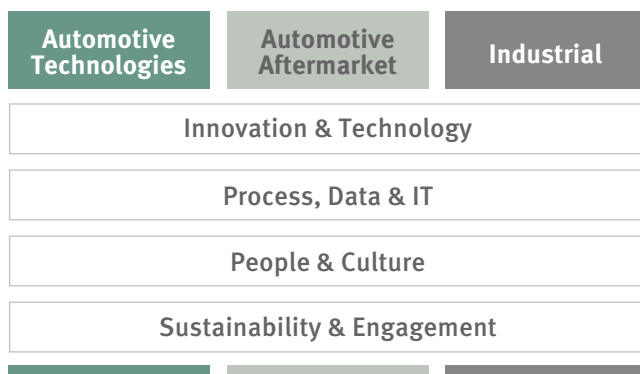 Automotive
Technologies
Automotive
Aftermarket
Industrial
Innovation & Technology
Process, Data & IT
People & Culture
Sustainability & Engagement